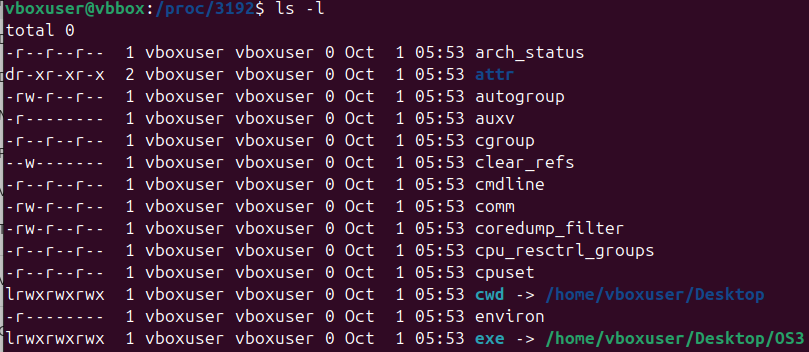 vboxuser@vbbox:/proc/3192$ ls -l
total 0
-r--r--r--  1 vboxuser vboxuser 0 Oct  1 05:53 arch_status
dr-xr-xr-x  2 vboxuser vboxuser 0 Oct  1 05:53 attr
-rw-r--r--  1 vboxuser vboxuser 0 Oct  1 05:53 autogroup
-r--------  1 vboxuser vboxuser 0 Oct  1 05:53 auxv
-r--r--r--  1 vboxuser vboxuser 0 Oct  1 05:53 cgroup
--w-------  1 vboxuser vboxuser 0 Oct  1 05:53 clear_refs
-r--r--r--  1 vboxuser vboxuser 0 Oct  1 05:53 cmdline
-rw-r--r--  1 vboxuser vboxuser 0 Oct  1 05:53 comm
-rw-r--r--  1 vboxuser vboxuser 0 Oct  1 05:53 coredump_filter
-r--r--r--  1 vboxuser vboxuser 0 Oct  1 05:53 cpu_resctrl_groups
-r--r--r--  1 vboxuser vboxuser 0 Oct  1 05:53 cpuset
lrwxrwxrwx  1 vboxuser vboxuser 0 Oct  1 05:53 cwd -> /home/vboxuser/Desktop
-r--------  1 vboxuser vboxuser 0 Oct  1 05:53 environ
lrwxrwxrwx  1 vboxuser vboxuser 0 Oct  1 05:53 exe -> /home/vboxuser/Desktop/OS3